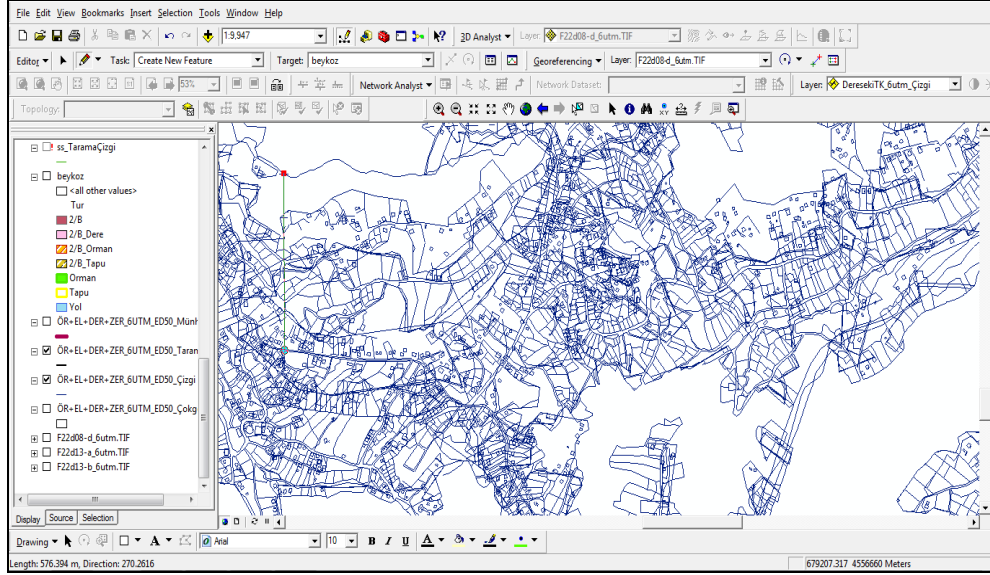 File Edit View Bookmarks Insert Selection Tools Window Help
1:9,947 3D Analyst Layer: F22d08-d_6utm.TIF
Editor Task: Create New Feature Target: beykoz Georeferencing Layer: F22d08-d_6utm.TIF
53% Network Analyst Network Dataset: Layer: DeresekiTK_6utm_Çizgi
Topology:
ss_TaramaÇizgi
beykoz
<all other values>
Tur
2/B
2/B_Dere
2/B_Orman
2/B_Tapu
Orman
Tapu
Yol
ÖR+EL+DER+ZER_6UTM_ED50_Münh
ÖR+EL+DER+ZER_6UTM_ED50_Taran
ÖR+EL+DER+ZER_6UTM_ED50_Çizgi
ÖR+EL+DER+ZER_6UTM_ED50_Çokg
F22d08-d_6utm.TIF
F22d13-a_6utm.TIF
F22d13-b_6utm.TIF
Display Source Selection
Drawing A Arial 10 B I U A
Length: 576.394 m, Direction: 270.2616 679207.317 4556660 Meters